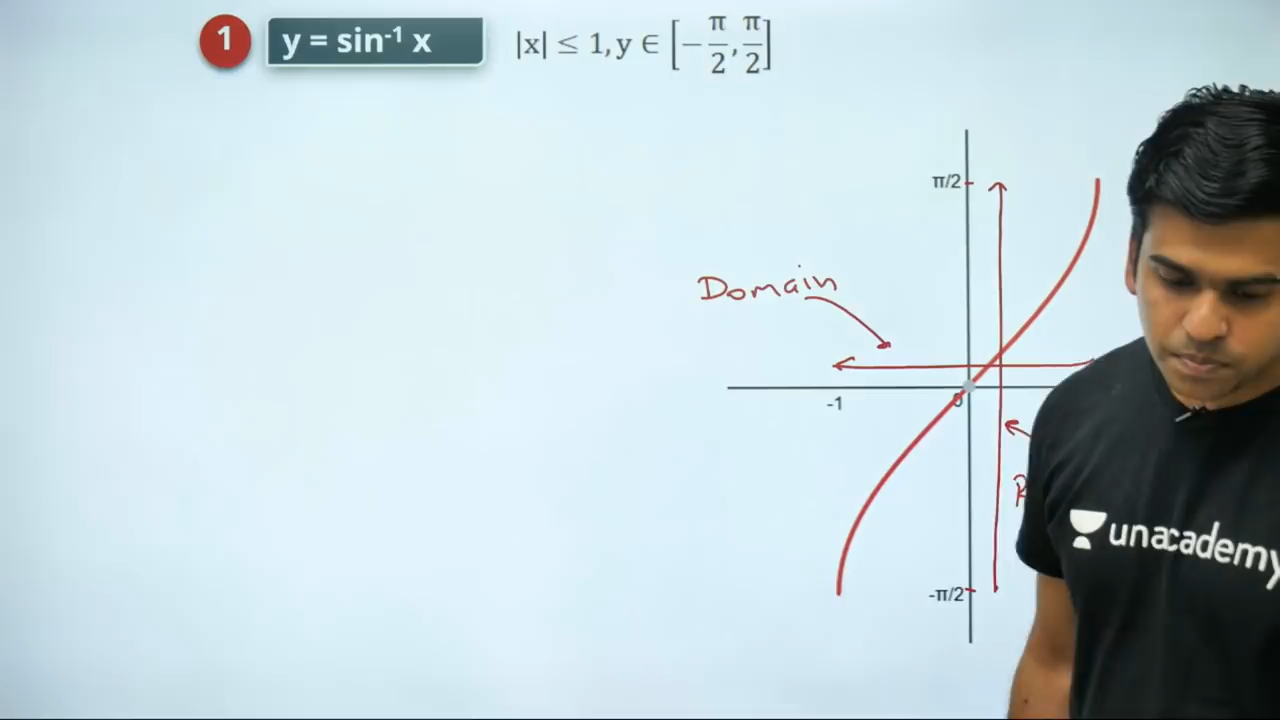 1 y = sin⁻¹ x |x| ≤ 1, y ∈ [-π/2, π/2]
π/2
Domain
-1 0
unacademy
-π/2